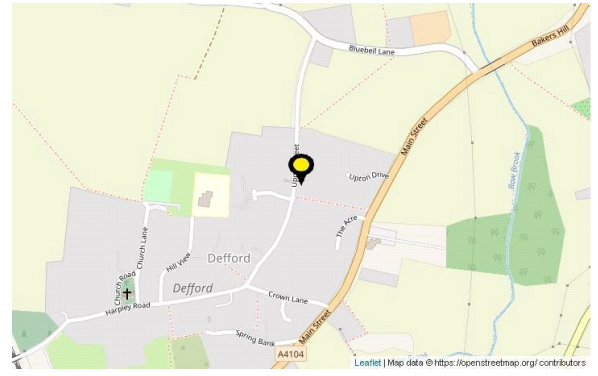 Bluebell Lane
Bakers Hill
Main Street
Bow Brook
Upton Drive
The Acre
Church Lane
Hill View
Defford
Defford
Church Road
Harpley Road
Crown Lane
Main Street
Spring Bank
A4104
Leaflet | Map data © https://openstreetmap.org/ contributors